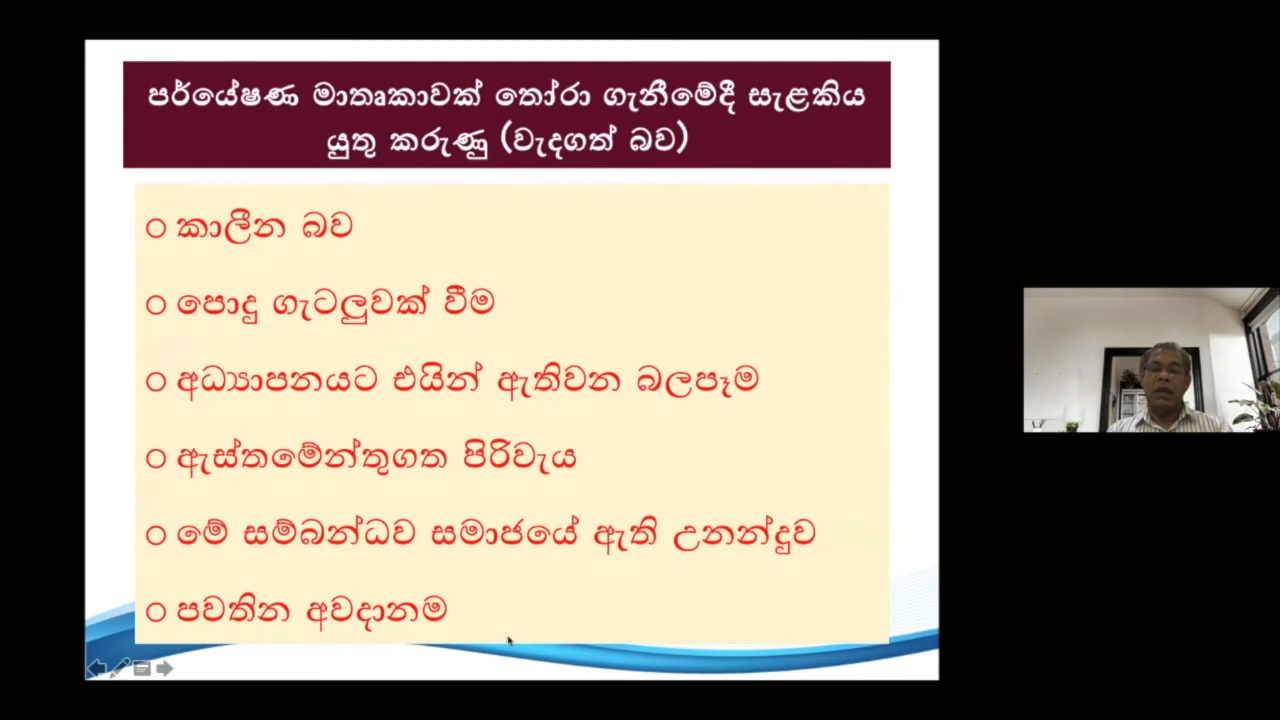 පර්යේෂණ මාතෘකාවක් තෝරා ගැනීමේදී සැළකිය
යුතු කරුණු (වැදගත් බව)
කාලීන බව
පොදු ගැටලුවක් වීම
අධ්‍යාපනයට එයින් ඇතිවන බලපෑම
ඇස්තමේන්තුගත පිරිවැය
මේ සම්බන්ධව සමාජයේ ඇති උනන්දුව
පවතින අවදානම